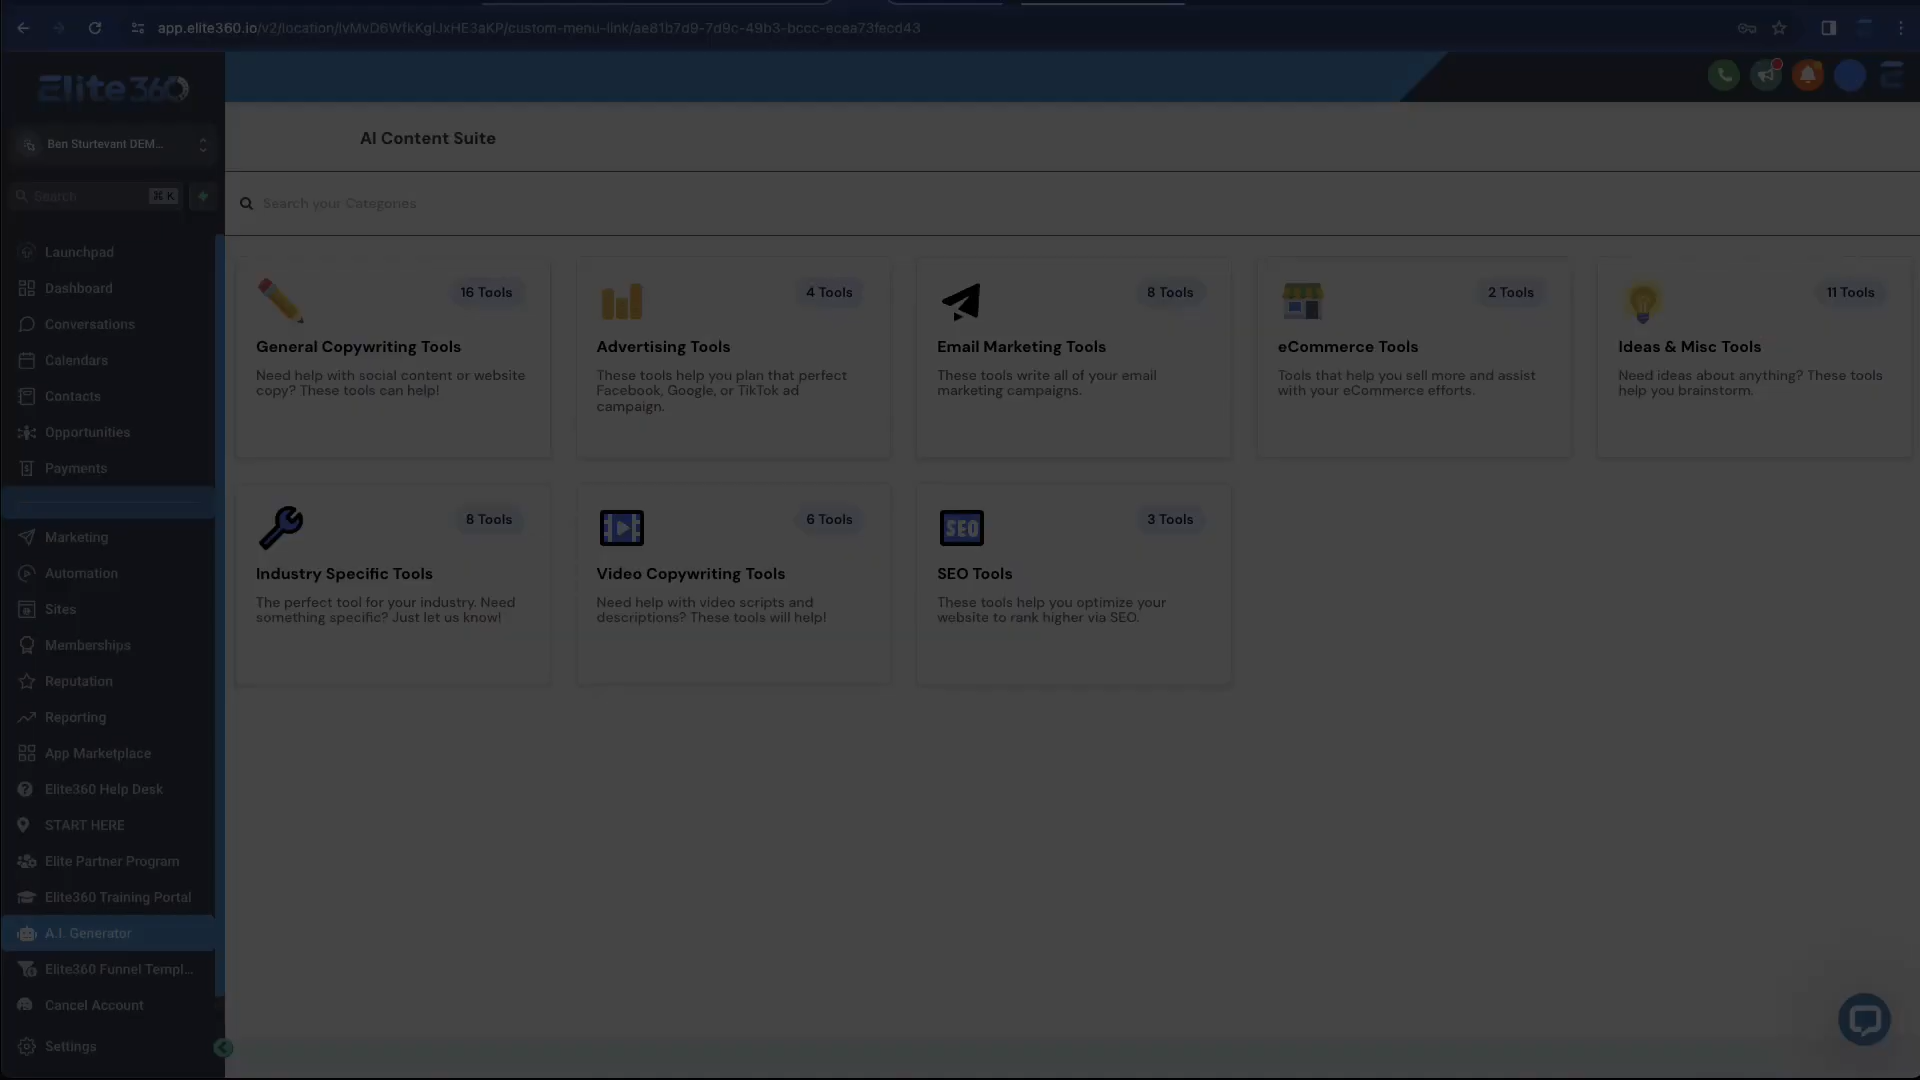 app.elite360.io/v2/location/IvMvD6WfkKglJxHE3aKP/custom-menu-link/ae81b7d9-7d9c-49b3-bccc-ecea73fecd43
Elite360
Ben Sturtevant DEM...
Search ⌘ K
Launchpad
Dashboard
Conversations
Calendars
Contacts
Opportunities
Payments
Marketing
Automation
Sites
Memberships
Reputation
Reporting
App Marketplace
Elite360 Help Desk
START HERE
Elite Partner Program
Elite360 Training Portal
A.I. Generator
Elite360 Funnel Templ...
Cancel Account
Settings
AI Content Suite
Search your Categories
16 Tools
General Copywriting Tools
Need help with social content or website
copy? These tools can help!
4 Tools
Advertising Tools
These tools help you plan that perfect
Facebook, Google, or TikTok ad
campaign.
8 Tools
Email Marketing Tools
These tools write all of your email
marketing campaigns.
2 Tools
eCommerce Tools
Tools that help you sell more and assist
with your eCommerce efforts.
11 Tools
Ideas & Misc Tools
Need ideas about anything? These tools
help you brainstorm.
8 Tools
Industry Specific Tools
The perfect tool for your industry. Need
something specific? Just let us know!
6 Tools
Video Copywriting Tools
Need help with video scripts and
descriptions? These tools will help!
SEO
3 Tools
SEO Tools
These tools help you optimize your
website to rank higher via SEO.